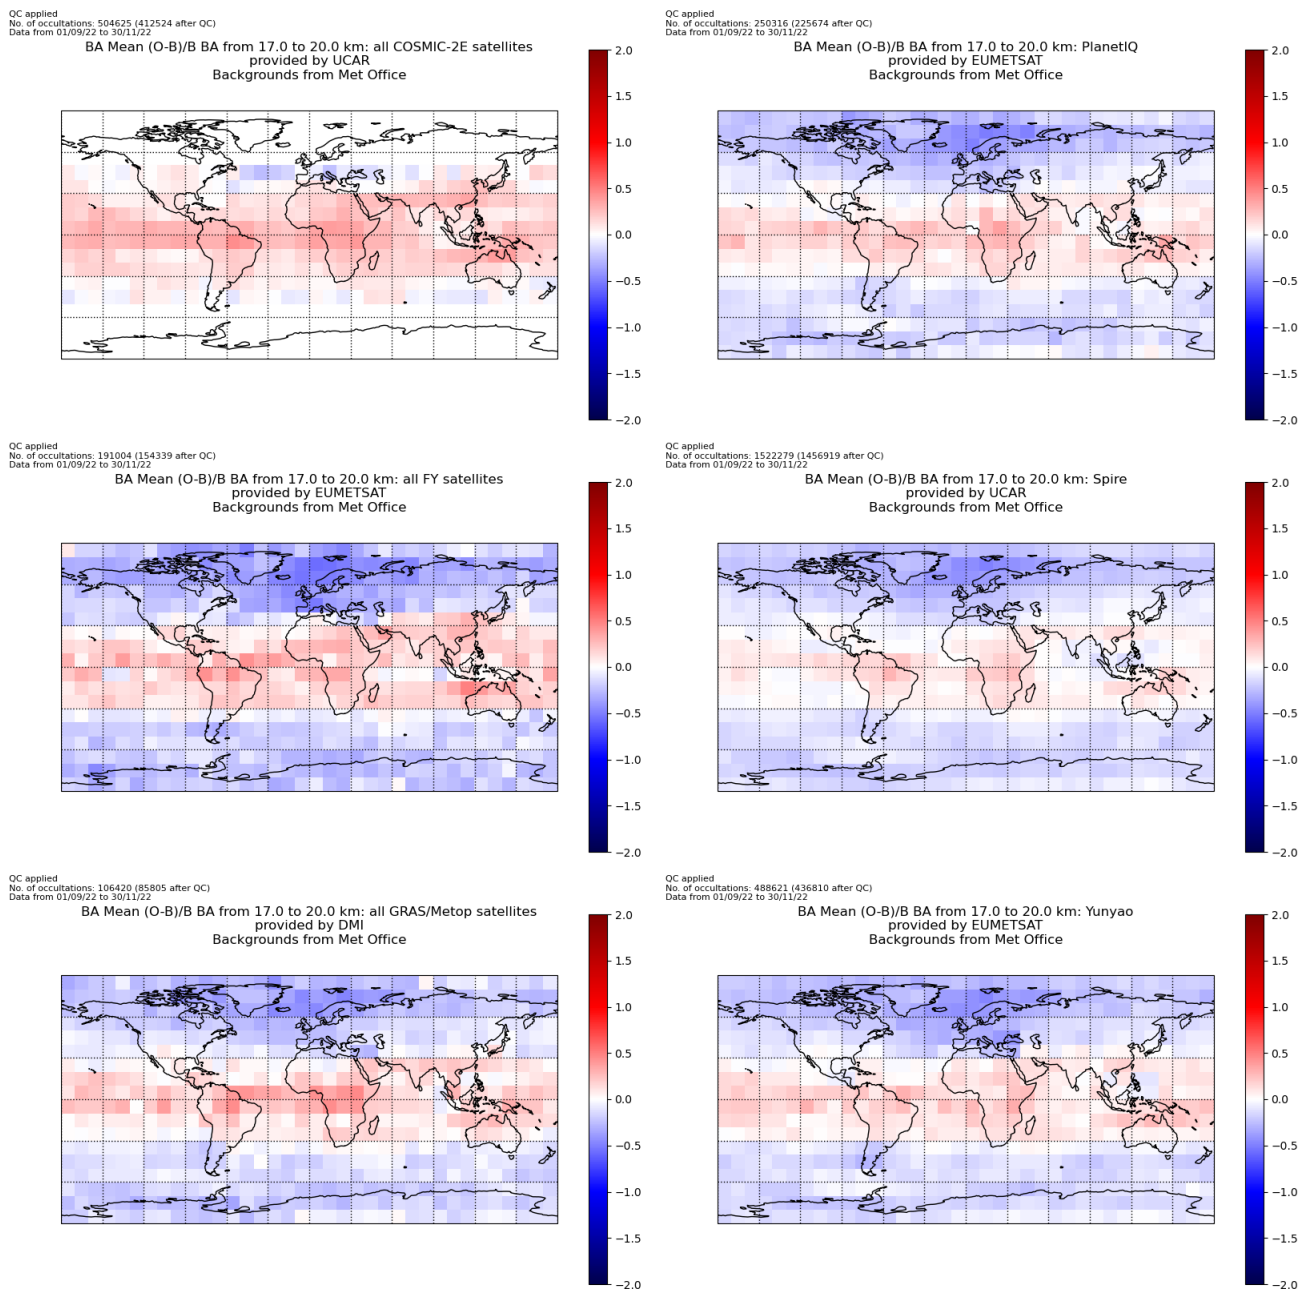 QC applied
No. of occultations: 504625 (412524 after QC)
Data from 01/09/22 to 30/11/22
BA Mean (O-B)/B BA from 17.0 to 20.0 km: all COSMIC-2E satellites
provided by UCAR
Backgrounds from Met Office
2.0
1.5
1.0
0.5
0.0
−0.5
−1.0
−1.5
−2.0
QC applied
No. of occultations: 250316 (225674 after QC)
Data from 01/09/22 to 30/11/22
BA Mean (O-B)/B BA from 17.0 to 20.0 km: PlanetIQ
provided by EUMETSAT
Backgrounds from Met Office
2.0
1.5
1.0
0.5
0.0
−0.5
−1.0
−1.5
−2.0
QC applied
No. of occultations: 191004 (154339 after QC)
Data from 01/09/22 to 30/11/22
BA Mean (O-B)/B BA from 17.0 to 20.0 km: all FY satellites
provided by EUMETSAT
Backgrounds from Met Office
2.0
1.5
1.0
0.5
0.0
−0.5
−1.0
−1.5
−2.0
QC applied
No. of occultations: 1522279 (1456919 after QC)
Data from 01/09/22 to 30/11/22
BA Mean (O-B)/B BA from 17.0 to 20.0 km: Spire
provided by UCAR
Backgrounds from Met Office
2.0
1.5
1.0
0.5
0.0
−0.5
−1.0
−1.5
−2.0
QC applied
No. of occultations: 106420 (85805 after QC)
Data from 01/09/22 to 30/11/22
BA Mean (O-B)/B BA from 17.0 to 20.0 km: all GRAS/Metop satellites
provided by DMI
Backgrounds from Met Office
2.0
1.5
1.0
0.5
0.0
−0.5
−1.0
−1.5
−2.0
QC applied
No. of occultations: 488621 (436810 after QC)
Data from 01/09/22 to 30/11/22
BA Mean (O-B)/B BA from 17.0 to 20.0 km: Yunyao
provided by EUMETSAT
Backgrounds from Met Office
2.0
1.5
1.0
0.5
0.0
−0.5
−1.0
−1.5
−2.0